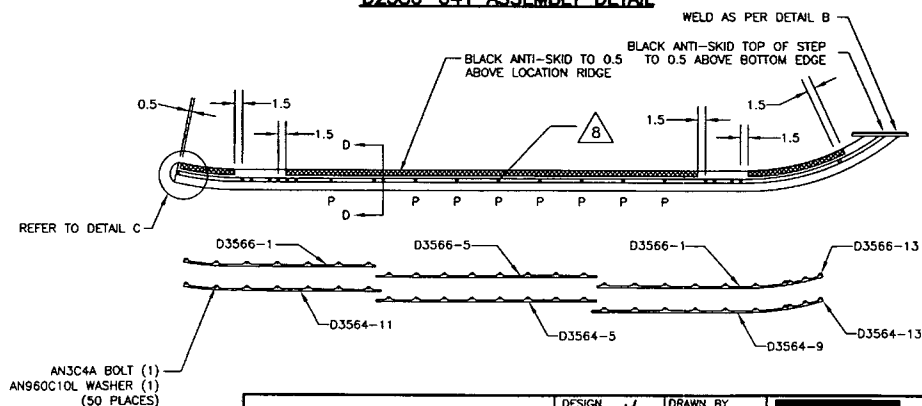 D2580-041 ASSEMBLY DETAIL
WELD AS PER DETAIL B
BLACK ANTI-SKID TO 0.5
ABOVE LOCATION RIDGE
BLACK ANTI-SKID TOP OF STEP
TO 0.5 ABOVE BOTTOM EDGE
0.5
1.5
1.5
D
8
1.5
1.5
1.5
D
P P P P P P P P
REFER TO DETAIL C
D3566-1
D3566-5
D3566-1
D3566-13
D3564-11
D3564-5
D3564-9
D3564-13
AN3C4A BOLT (1)
AN960C10L WASHER (1)
(50 PLACES)
DESIGN
DRAWN BY